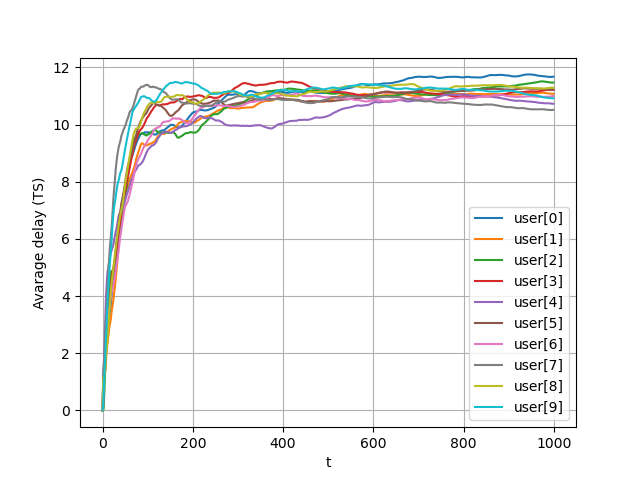 12
10
8
6
4
2
0
Avarage delay (TS)
0
200
400
600
800
1000
t
user[0]
user[1]
user[2]
user[3]
user[4]
user[5]
user[6]
user[7]
user[8]
user[9]